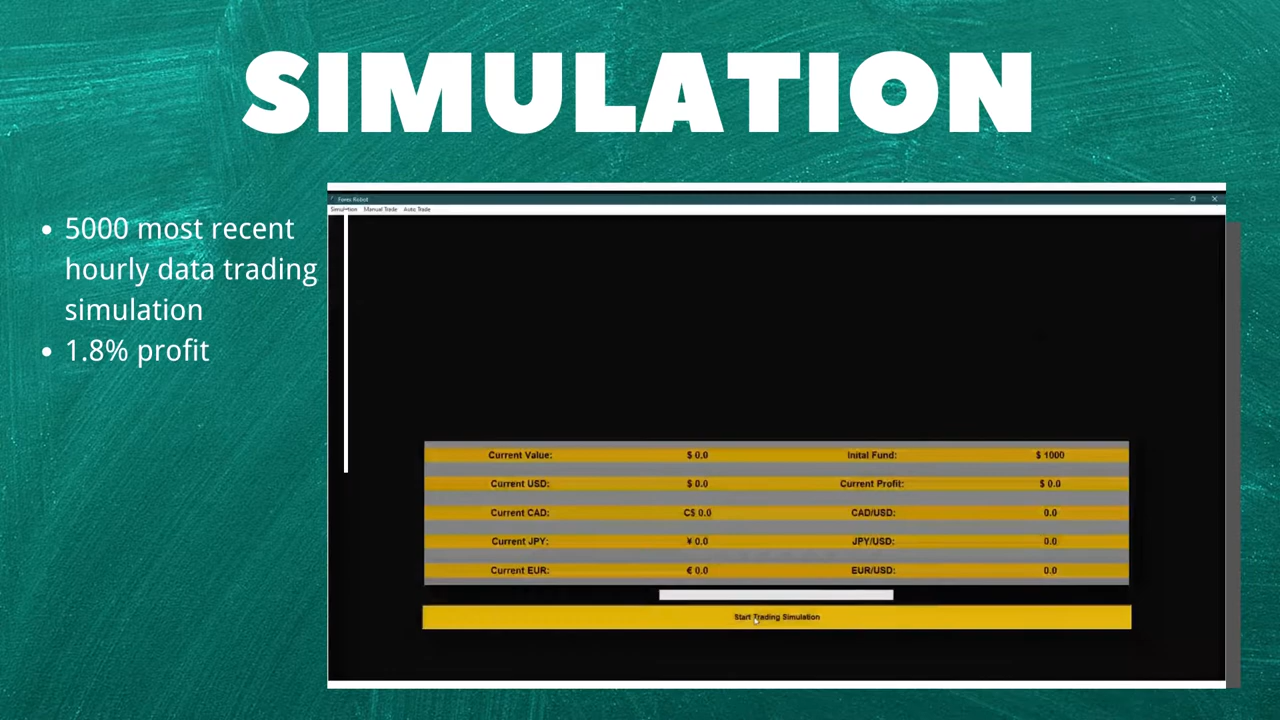 SIMULATION
• 5000 most recent
hourly data trading
simulation
• 1.8% profit
Forex Robot
Simulation Manual Trade Auto Trade
Current Value: $ 0.0 Inital Fund: $ 1000
Current USD: $ 0.0 Current Profit: $ 0.0
Current CAD: C$ 0.0 CAD/USD: 0.0
Current JPY: ¥ 0.0 JPY/USD: 0.0
Current EUR: € 0.0 EUR/USD: 0.0
Start Trading Simulation